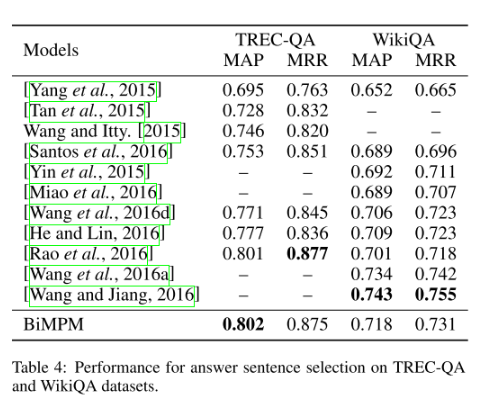 Models TREC-QA WikiQA
MAP MRR MAP MRR
[Yang et al., 2015] 0.695 0.763 0.652 0.665
[Tan et al., 2015] 0.728 0.832 – –
Wang and Itty. [2015] 0.746 0.820 – –
[Santos et al., 2016] 0.753 0.851 0.689 0.696
[Yin et al., 2015] – – 0.692 0.711
[Miao et al., 2016] – – 0.689 0.707
[Wang et al., 2016d] 0.771 0.845 0.706 0.723
[He and Lin, 2016] 0.777 0.836 0.709 0.723
[Rao et al., 2016] 0.801 0.877 0.701 0.718
[Wang et al., 2016a] – – 0.734 0.742
[Wang and Jiang, 2016] – – 0.743 0.755
BiMPM 0.802 0.875 0.718 0.731
Table 4: Performance for answer sentence selection on TREC-QA
and WikiQA datasets.